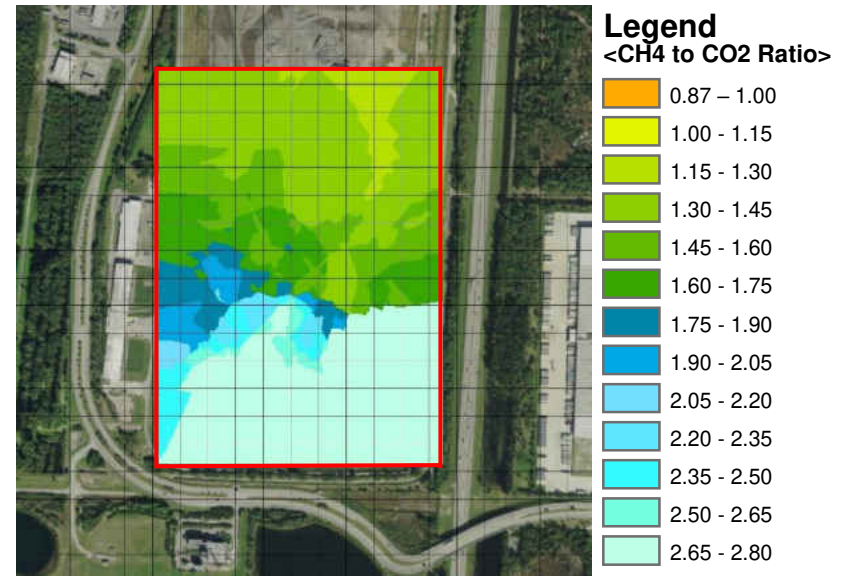 Legend
<CH4 to CO2 Ratio>
0.87 – 1.00
1.00 - 1.15
1.15 - 1.30
1.30 - 1.45
1.45 - 1.60
1.60 - 1.75
1.75 - 1.90
1.90 - 2.05
2.05 - 2.20
2.20 - 2.35
2.35 - 2.50
2.50 - 2.65
2.65 - 2.80